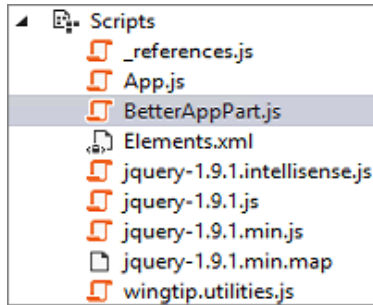 Scripts
_references.js
App.js
BetterAppPart.js
Elements.xml
jquery-1.9.1.intellisense.js
jquery-1.9.1.js
jquery-1.9.1.min.js
jquery-1.9.1.min.map
wingtip.utilities.js